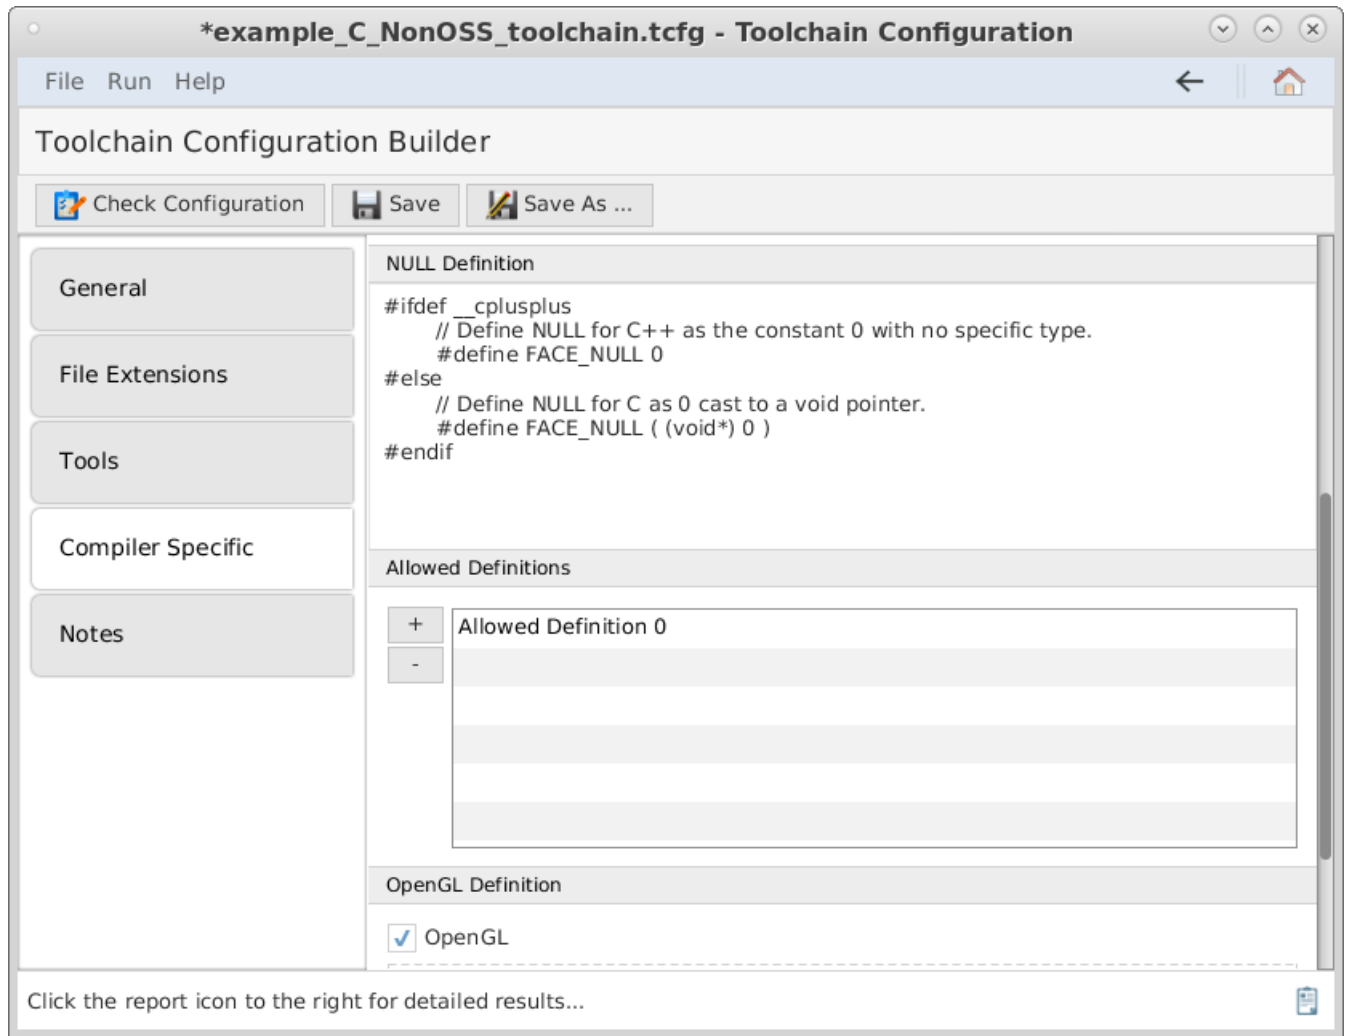 *example_C_NonOSS_toolchain.tcfg - Toolchain Configuration
File Run Help
Toolchain Configuration Builder
Check Configuration Save Save As ...
General
File Extensions
Tools
Compiler Specific
Notes
NULL Definition
#ifdef __cplusplus
// Define NULL for C++ as the constant 0 with no specific type.
#define FACE_NULL 0
#else
// Define NULL for C as 0 cast to a void pointer.
#define FACE_NULL ( (void*) 0 )
#endif
Allowed Definitions
+
-
Allowed Definition 0
OpenGL Definition
OpenGL
Click the report icon to the right for detailed results...